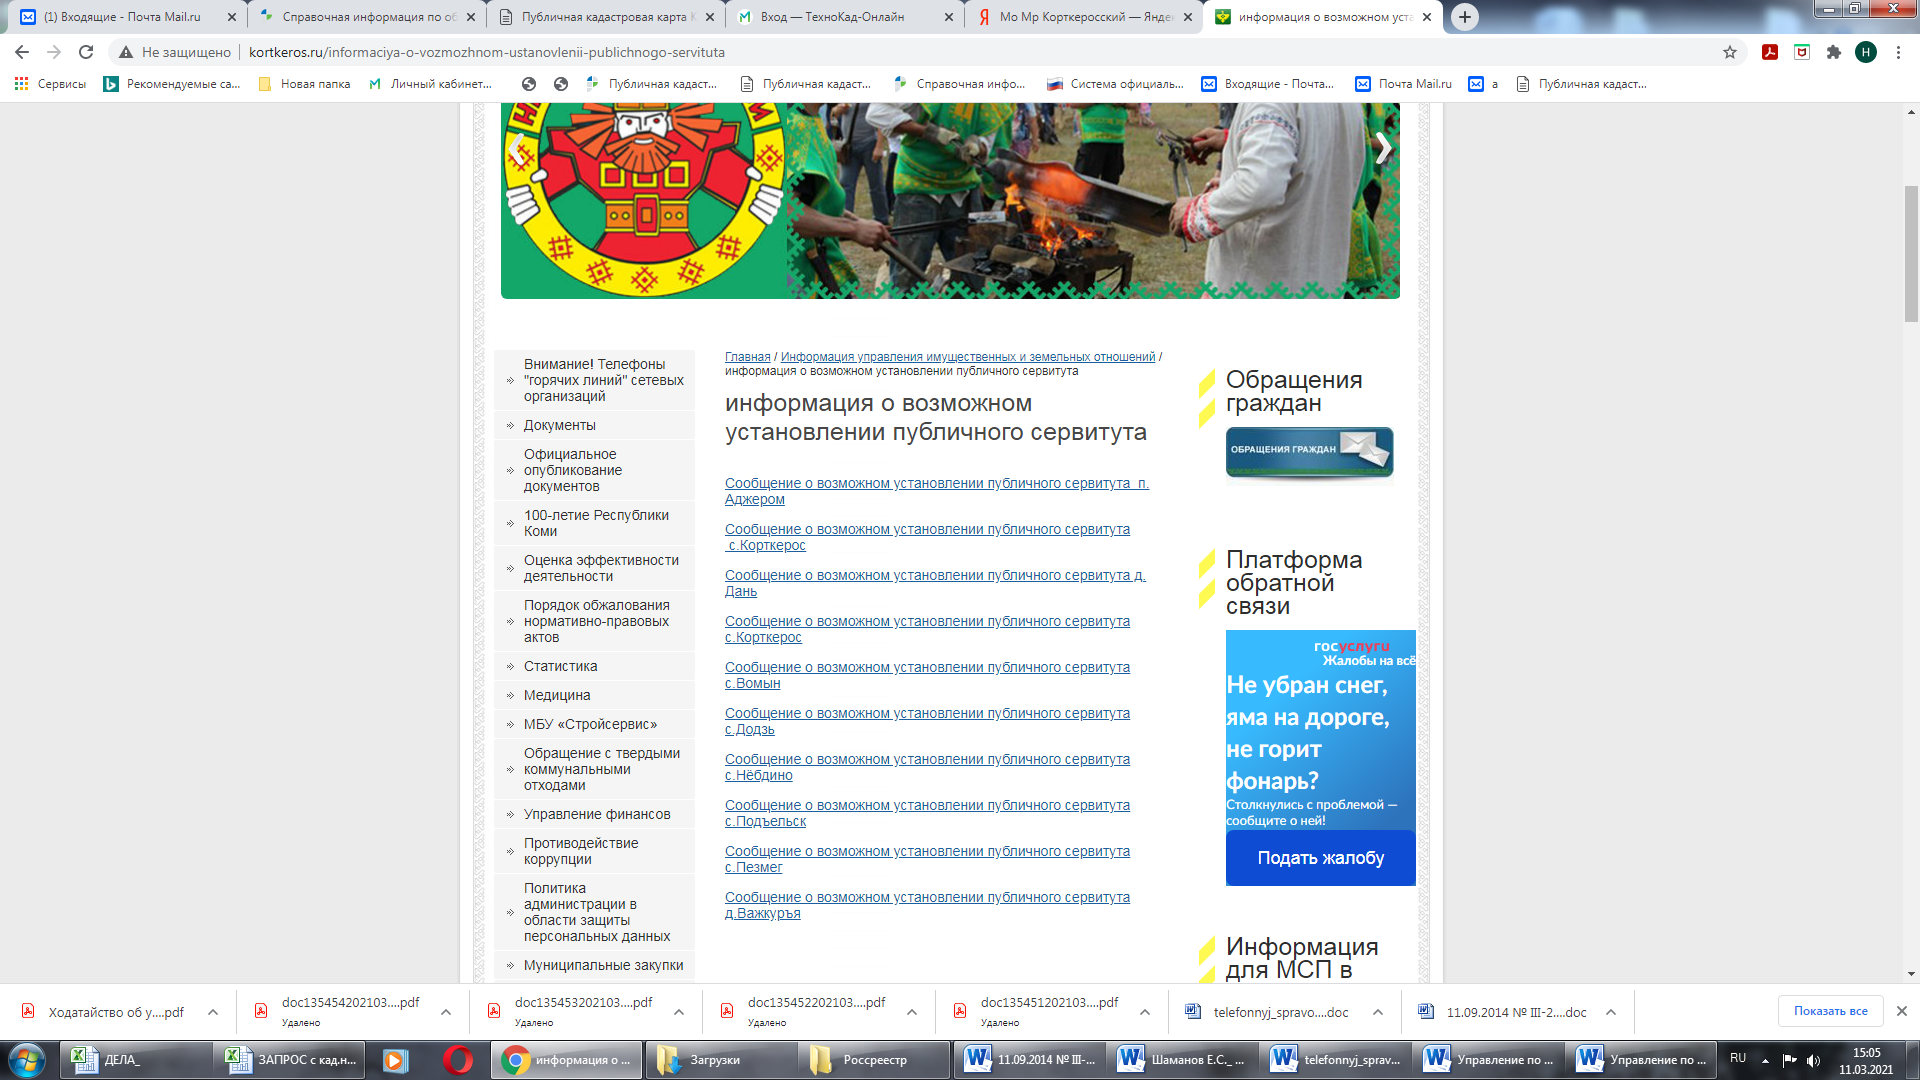 (1) Входящие - Почта Mail.ru
Справочная информация по об
Публичная кадастровая карта К
Вход — ТехноКад-Онлайн
Мо Мр Корткеросский — Яндек
информация о возможном уста
Не защищено
kortkeros.ru/informaciya-o-vozmozhnom-ustanovlenii-publichnogo-servituta
Н
Сервисы
Рекомендуемые са...
Новая папка
Личный кабинет...
Публичная кадаст...
Публичная кадаст...
Справочная инфо...
Система официаль...
Входящие - Почта...
Почта Mail.ru
а
Публичная кадаст...
Внимание! Телефоны
"горячих линий" сетевых
организаций
Документы
Официальное
опубликование
документов
100-летие Республики
Коми
Оценка эффективности
деятельности
Порядок обжалования
нормативно-правовых
актов
Статистика
Медицина
МБУ «Стройсервис»
Обращение с твердыми
коммунальными
отходами
Управление финансов
Противодействие
коррупции
Политика
администрации в
области защиты
персональных данных
Муниципальные закупки
Главная / Информация управления имущественных и земельных отношений /
информация о возможном установлении публичного сервитута
информация о возможном
установлении публичного сервитута
Сообщение о возможном установлении публичного сервитута  п.
Аджером
Сообщение о возможном установлении публичного сервитута
с.Корткерос
Сообщение о возможном установлении публичного сервитута д.
Дань
Сообщение о возможном установлении публичного сервитута
с.Корткерос
Сообщение о возможном установлении публичного сервитута
с.Вомын
Сообщение о возможном установлении публичного сервитута
с.Додзь
Сообщение о возможном установлении публичного сервитута
с.Нёбдино
Сообщение о возможном установлении публичного сервитута
с.Подъельск
Сообщение о возможном установлении публичного сервитута
с.Пезмег
Сообщение о возможном установлении публичного сервитута
д.Важкуръя
Обращения
граждан
ОБРАЩЕНИЯ ГРАЖДАН
Платформа
обратной
связи
госуслуги
Жалобы на всё
Не убран снег,
яма на дороге,
не горит
фонарь?
Столкнулись с проблемой —
сообщите о ней!
Подать жалобу
Информация
для МСП в
Ходатайство об у....pdf
doc135454202103....pdf
Удалено
doc135453202103....pdf
Удалено
doc135452202103....pdf
Удалено
doc135451202103....pdf
Удалено
telefonnyj_spravo....doc
11.09.2014 № III-2....doc
Показать все
ДЕЛА_
ЗАПРОС с кад.н...
информация о ...
Загрузки
Россреестр
11.09.2014 № III-...
Шаманов Е.С._ ...
telefonnyj_sprav...
Управление по ...
Управление по ...
RU
15:05
11.03.2021